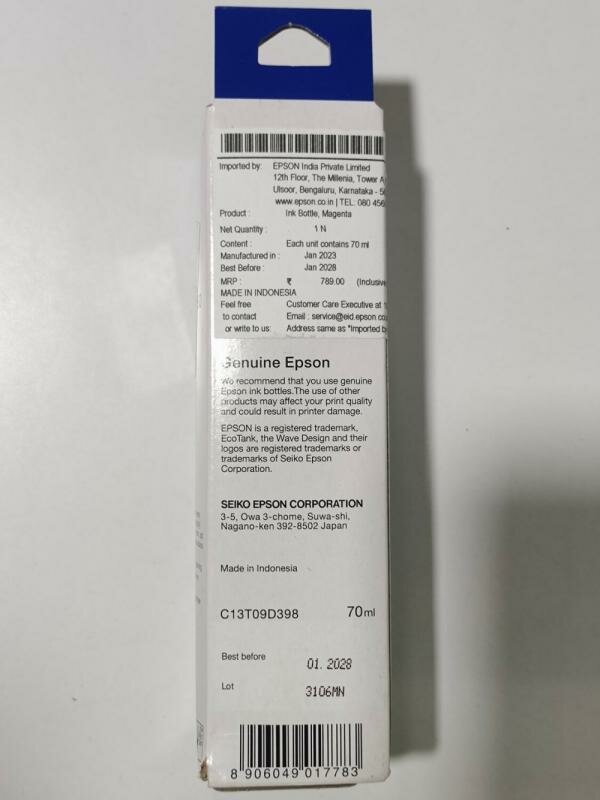 Imported by: EPSON India Private Limited
12th Floor, The Millenia, Tower A
Ulsoor, Bengaluru, Karnataka - 5
www.epson.co.in | TEL: 080 456
Product : Ink Bottle, Magenta
Net Quantity : 1 N
Content : Each unit contains 70 ml
Manufactured in : Jan 2023
Best Before : Jan 2028
MRP : ₹ 789.00 (Inclusive
MADE IN INDONESIA
Feel free Customer Care Executive at
to contact Email : service@eid.epson.co
or write to us: Address same as "Imported b
Genuine Epson
We recommend that you use genuine
Epson ink bottles.The use of other
products may affect your print quality
and could result in printer damage.
EPSON is a registered trademark,
EcoTank, the Wave Design and their
logos are registered trademarks or
trademarks of Seiko Epson
Corporation.
SEIKO EPSON CORPORATION
3-5, Owa 3-chome, Suwa-shi,
Nagano-ken 392-8502 Japan
Made in Indonesia
C13T09D398 70ml
Best before 01. 2028
Lot 3106MN
8 906049 017783